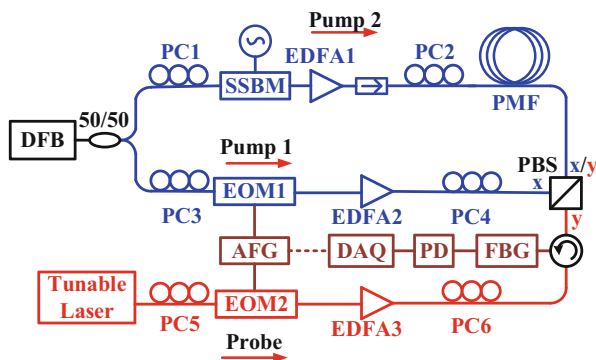 Pump 2
PC1
EDFA1
PC2
SSBM
PMF
50/50
DFB
Pump 1
PBS
x/y
x
EOM1
PC3
EDFA2
PC4
y
AFG
DAQ
PD
FBG
Tunable
Laser
PC5
EOM2
EDFA3
PC6
Probe